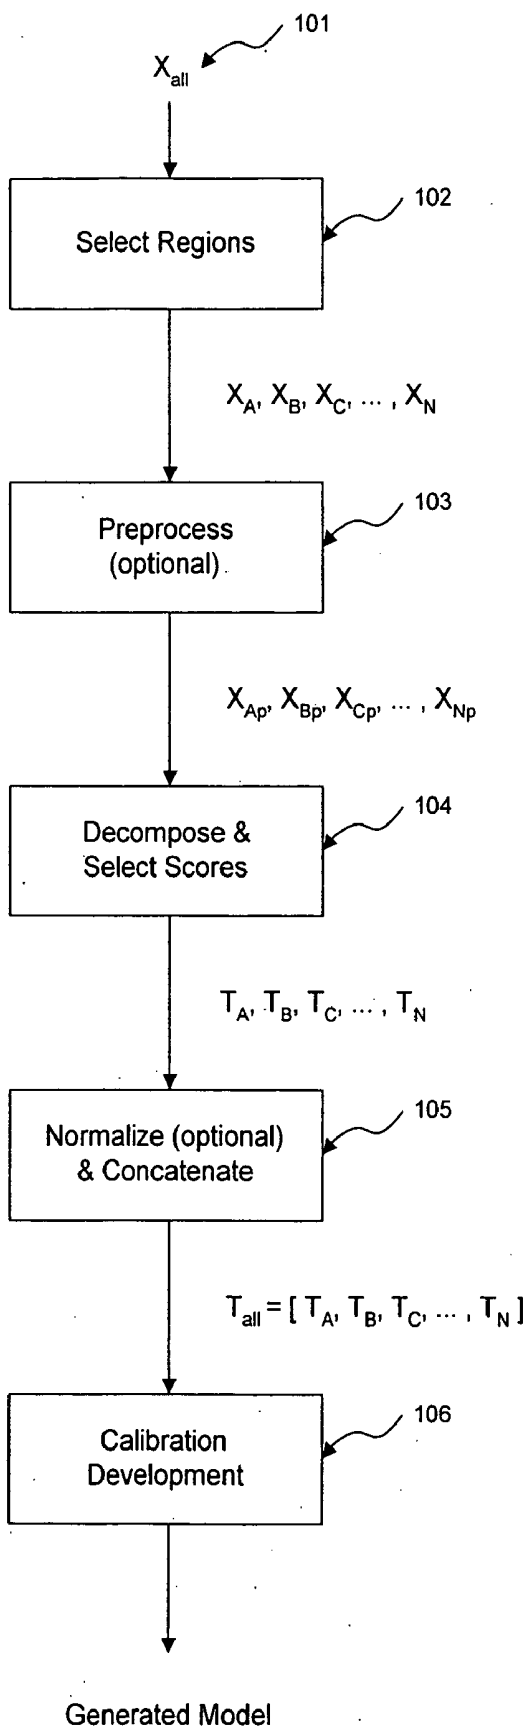 101
X_all
102
Select Regions
X_A, X_B, X_C, ... , X_N
103
Preprocess
(optional)
X_Ap, X_Bp, X_Cp, ... , X_Np
104
Decompose &
Select Scores
T_A, T_B, T_C, ... , T_N
105
Normalize (optional)
& Concatenate
T_all = [ T_A, T_B, T_C, ... , T_N ]
106
Calibration
Development
Generated Model